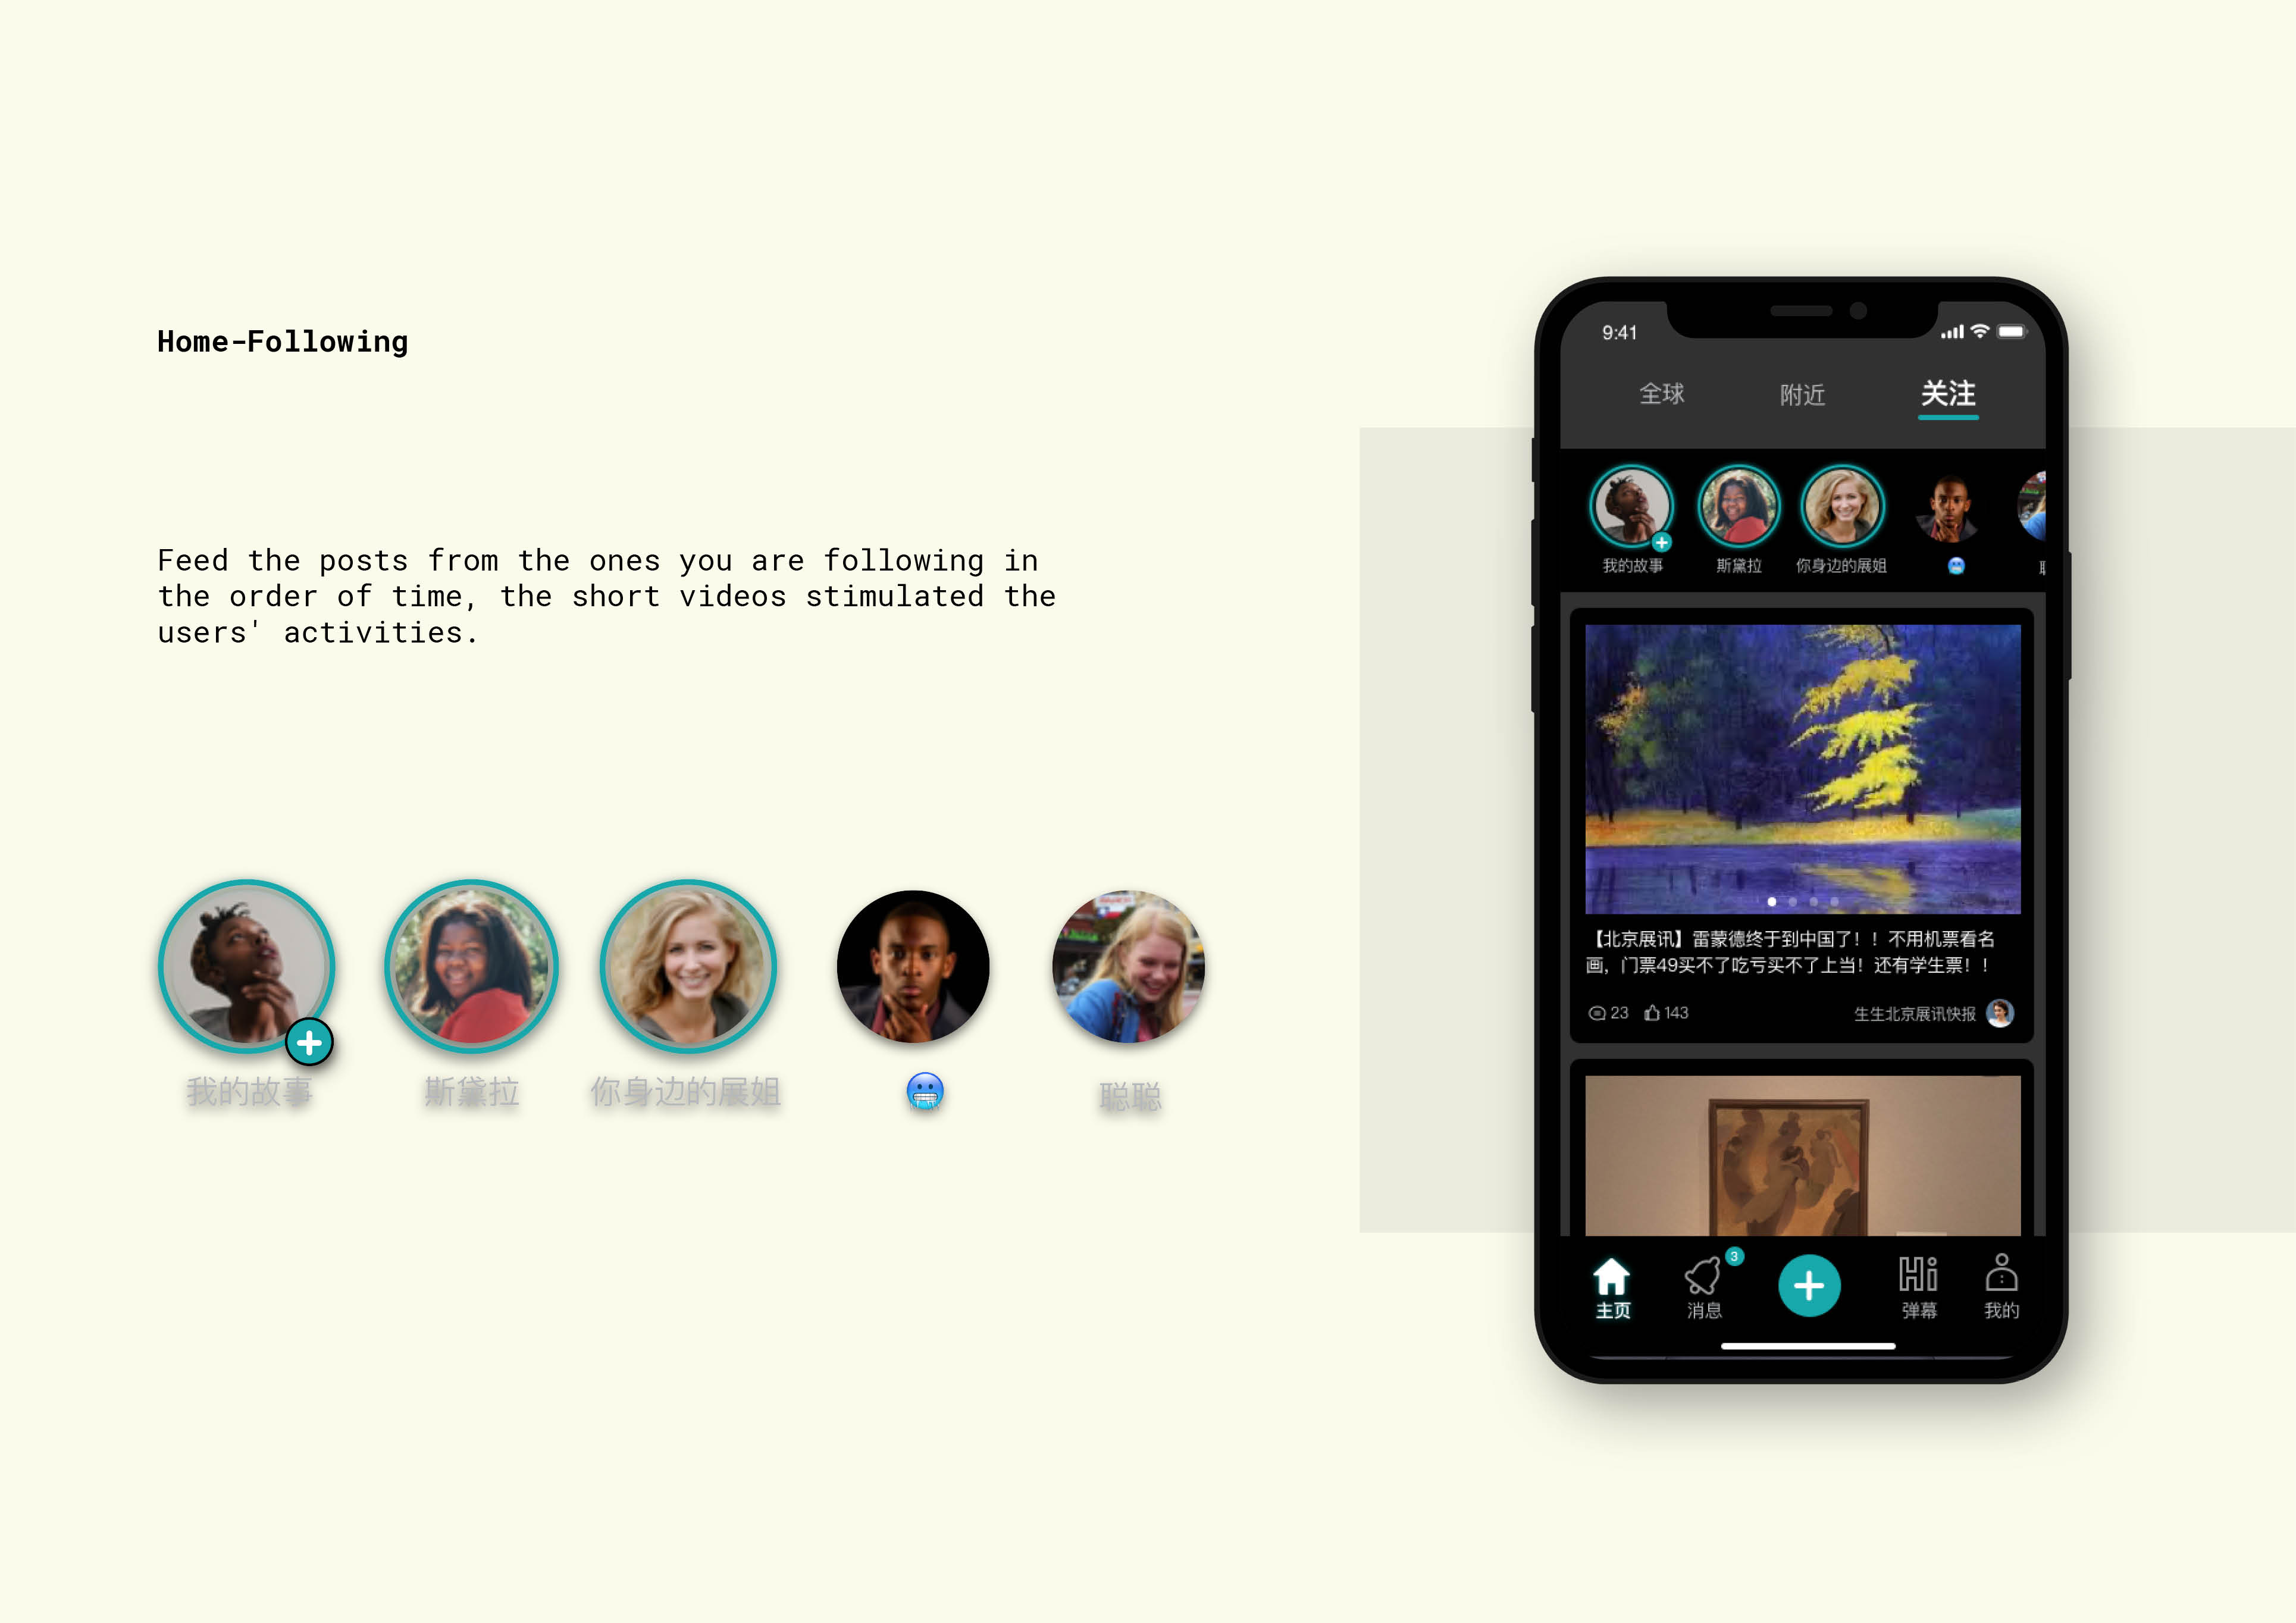 Home-Following
Feed the posts from the ones you are following in
the order of time, the short videos stimulated the
users' activities.
我的故事
斯黛拉
你身边的展姐
🥶
聪聪
9:41
全球
附近
关注
我的故事
斯黛拉
你身边的展姐
🥶
【北京展讯】雷蒙德终于到中国了！！不用机票看名
画，门票49买不了吃亏买不了上当！还有学生票！！
23
143
生生北京展讯快报
主页
消息
3
Hi
弹幕
我的